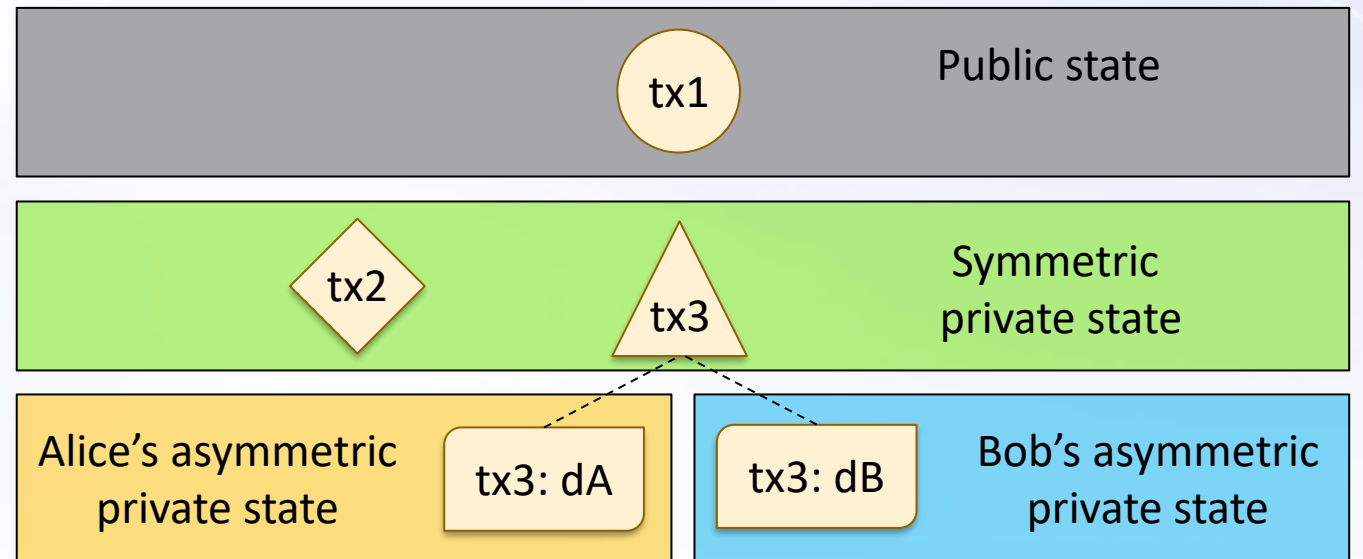 tx1
Public state
tx2
tx3
Symmetric
private state
Alice’s asymmetric
private state
tx3: dA
tx3: dB
Bob’s asymmetric
private state